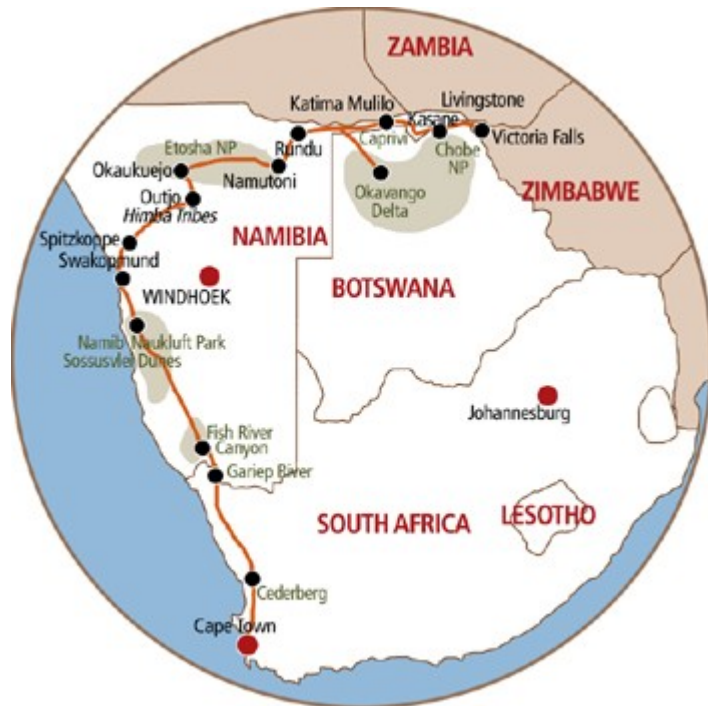 ZAMBIA
Katima Mulilo
Livingstone
Kasane
Rundu
Caprivi
Victoria Falls
Etosha NP
Chobe
NP
Okaukuejo
Namutoni
Okavango
Delta
ZIMBABWE
Outjo
Himba Tribes
NAMIBIA
Spitzkoppe
Swakopmund
WINDHOEK
BOTSWANA
Namib Naukluft Park
Sossusvlei Dunes
Johannesburg
Fish River
Canyon
Gariep River
SOUTH AFRICA
LESOTHO
Cederberg
Cape Town